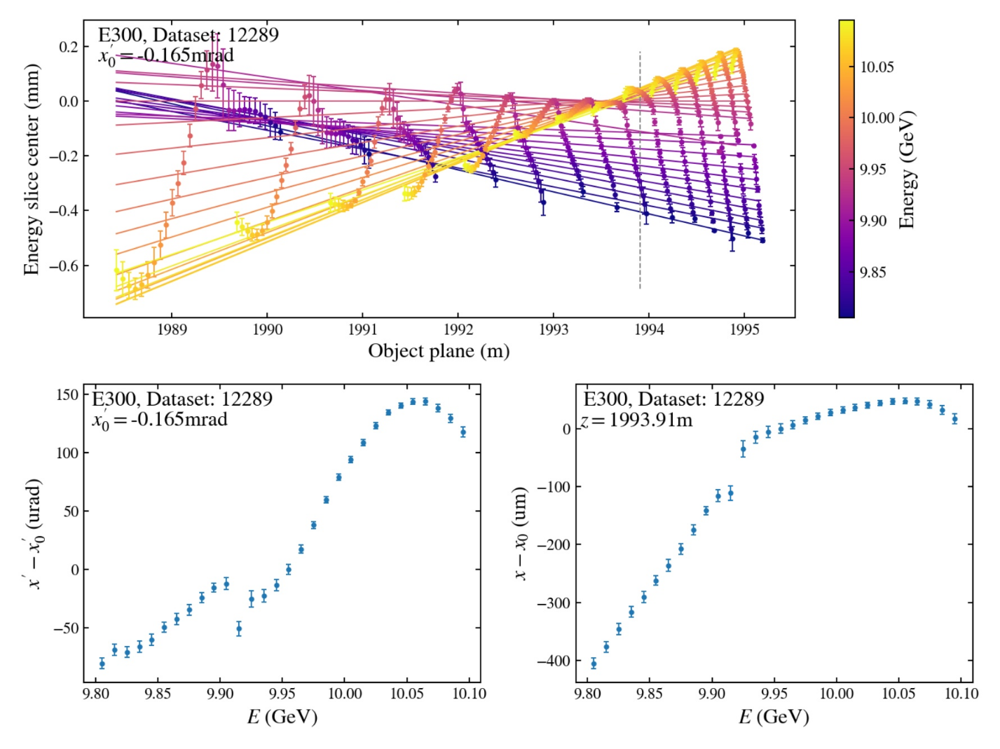 E300, Dataset: 12289
x′0 = -0.165mrad
Energy slice center (mm)
0.2
0.0
−0.2
−0.4
−0.6
1989 1990 1991 1992 1993 1994 1995
Object plane (m)
10.05
10.00
9.95
9.90
9.85
Energy (GeV)
E300, Dataset: 12289
x′0 = -0.165mrad
x′ − x′0 (urad)
150
100
50
0
−50
9.80 9.85 9.90 9.95 10.00 10.05 10.10
E (GeV)
E300, Dataset: 12289
z = 1993.91m
x − x0 (um)
0
−100
−200
−300
−400
9.80 9.85 9.90 9.95 10.00 10.05 10.10
E (GeV)